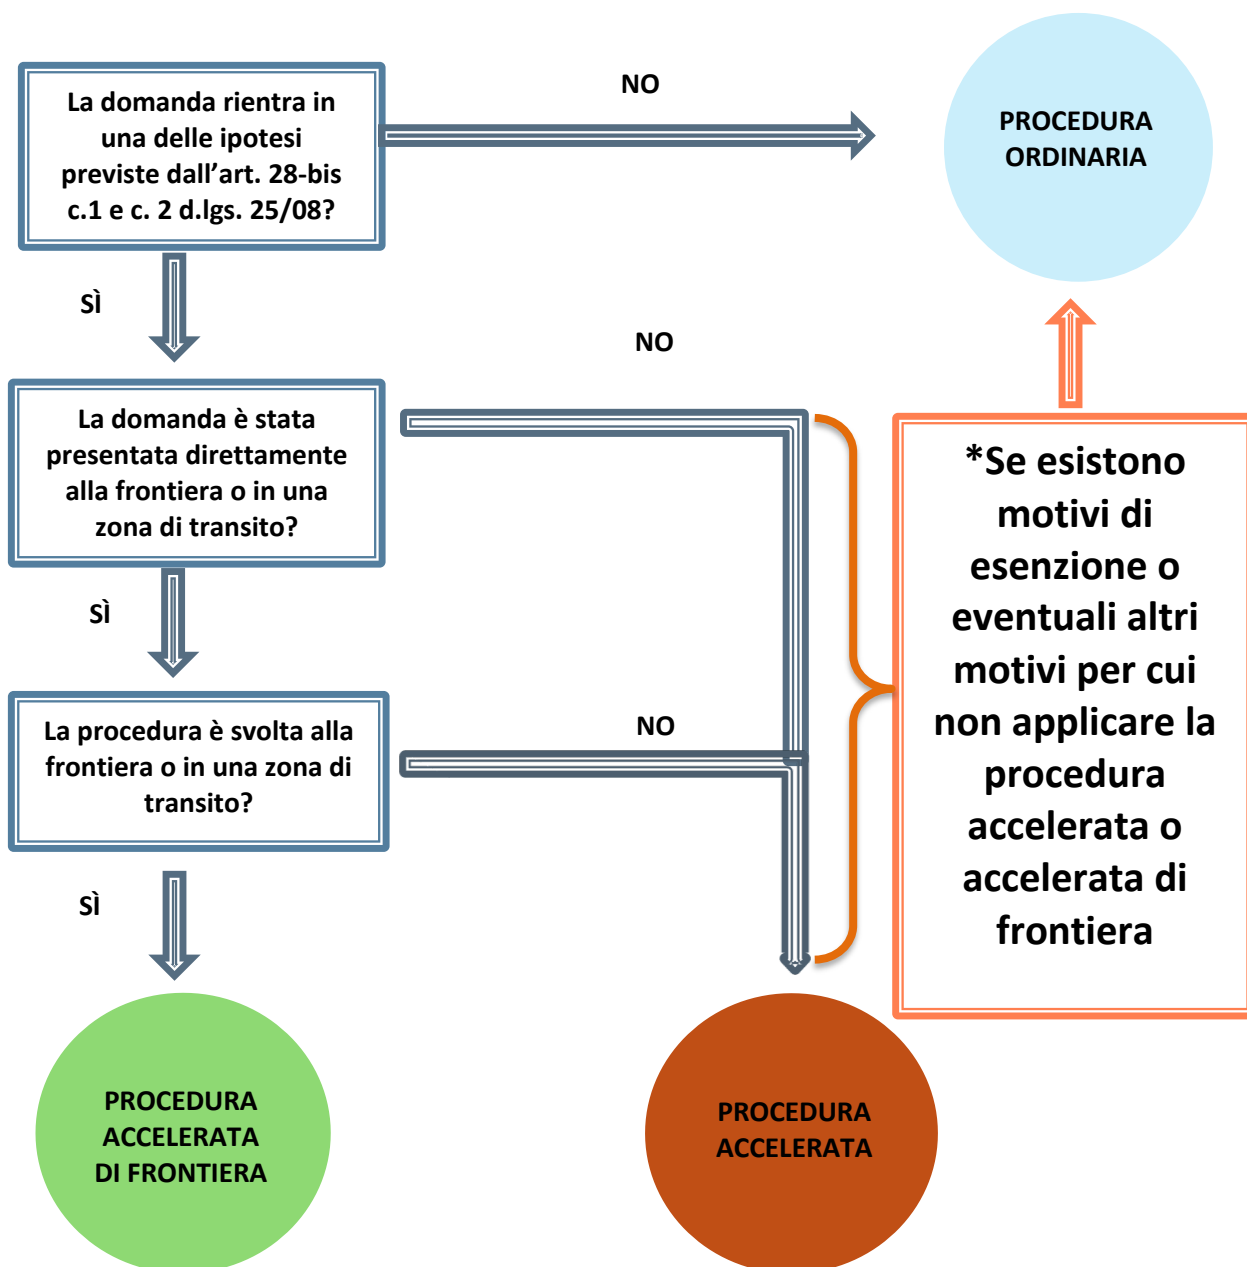 La domanda rientra in
una delle ipotesi
previste dall’art. 28-bis
c.1 e c. 2 d.lgs. 25/08?
NO
PROCEDURA
ORDINARIA
SÌ
NO
La domanda è stata
presentata direttamente
alla frontiera o in una
zona di transito?
*Se esistono
motivi di
esenzione o
eventuali altri
motivi per cui
non applicare la
procedura
accelerata o
accelerata di
frontiera
SÌ
La procedura è svolta alla
frontiera o in una zona di
transito?
NO
SÌ
PROCEDURA
ACCELERATA
DI FRONTIERA
PROCEDURA
ACCELERATA